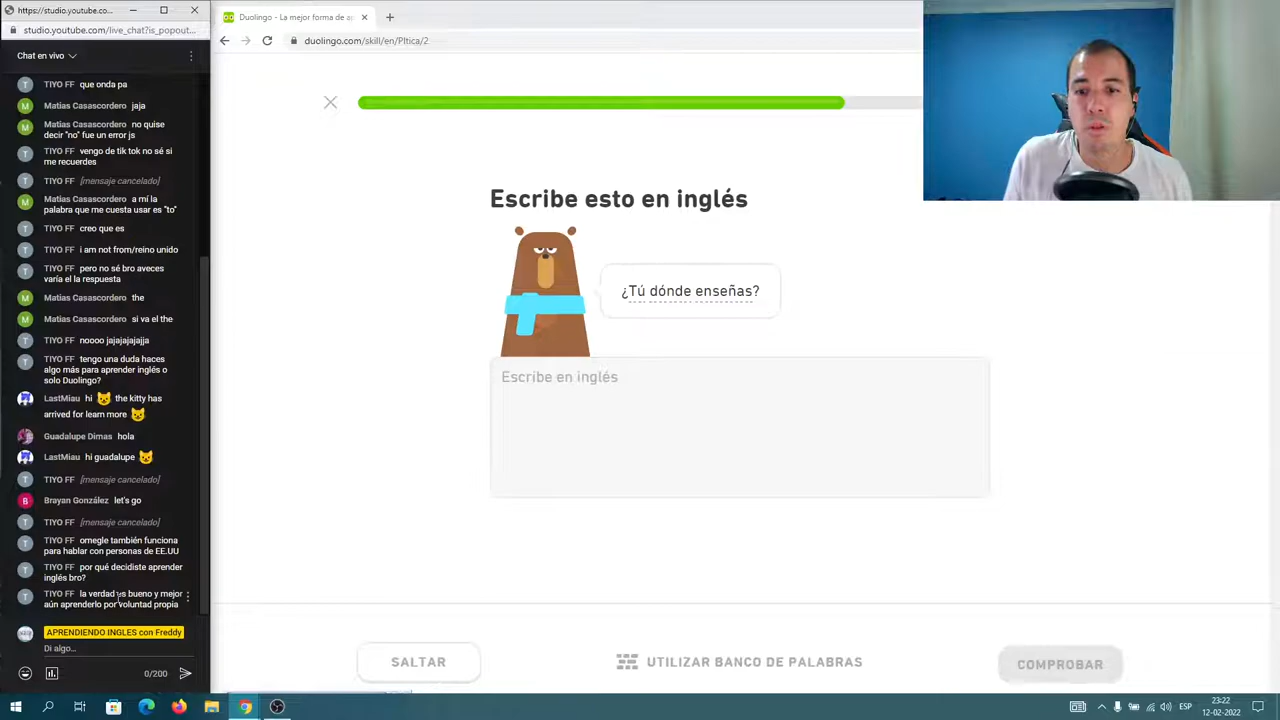 https://studio.youtube.co...
studio.youtube.com/live_chat?is_popout...
Chat en vivo
TIYO FF que onda pa
Matías Casascordero jaja
Matías Casascordero no quise
decir "no" fue un error js
TIYO FF vengo de tik tok no sé si
me recuerdes
TIYO FF [mensaje cancelado]
Matías Casascordero a mí la
palabra que me cuesta usar es "to"
TIYO FF creo que es
TIYO FF i am not from/reino unido
TIYO FF pero no sé bro aveces
varía el la respuesta
Matías Casascordero the
Matías Casascordero si va el the
TIYO FF noooo jajajajajja
TIYO FF tengo una duda haces
algo más para aprender inglés o
solo Duolingo?
LastMiau hi 😺 the kitty has
arrived for learn more 😺
Guadalupe Dimas hola
LastMiau hi guadalupe 😺
TIYO FF [mensaje cancelado]
Brayan González let's go
TIYO FF [mensaje cancelado]
TIYO FF omegle también funciona
para hablar con personas de EE.UU
TIYO FF por qué decidiste aprender
inglés bro?
TIYO FF la verdad es bueno y mejor
aún aprenderlo por voluntad propia
APRENDIENDO INGLES con Freddy
Di algo...
0/200
Duolingo - La mejor forma de ap
duolingo.com/skill/en/Pltica/2
Escribe esto en inglés
¿Tú dónde enseñas?
Escribe en inglés
SALTAR
UTILIZAR BANCO DE PALABRAS
COMPROBAR
ESP
23:22
12-02-2022